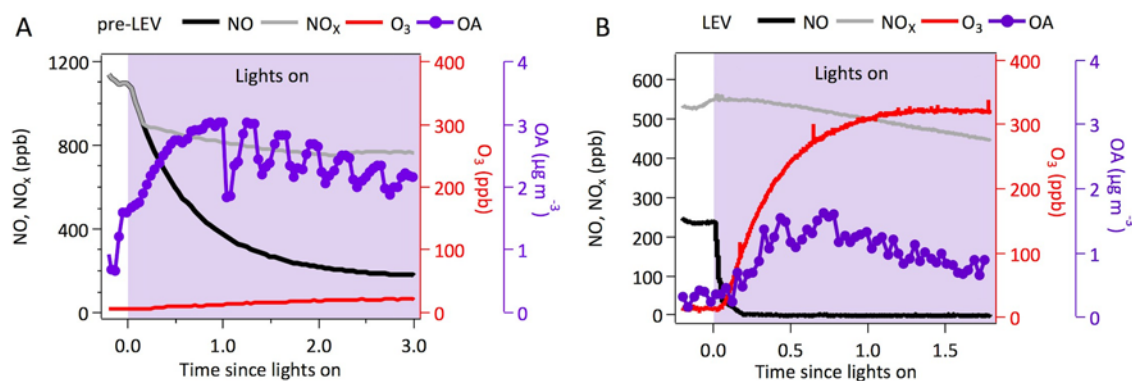 A pre-LEV NO NOX O3 OA
Lights on
NO, NOX (ppb)
1200
800
400
0
O3 (ppb)
400
300
200
100
0
OA (µg m-3)
4
3
2
1
0
0.0 1.0 2.0 3.0
Time since lights on
B LEV NO NOX O3 OA
Lights on
NO, NOX (ppb)
600
500
400
300
200
100
0
O3 (ppb)
400
300
200
100
0
OA (µg m-3)
4
3
2
1
0
0.0 0.5 1.0 1.5
Time since lights on